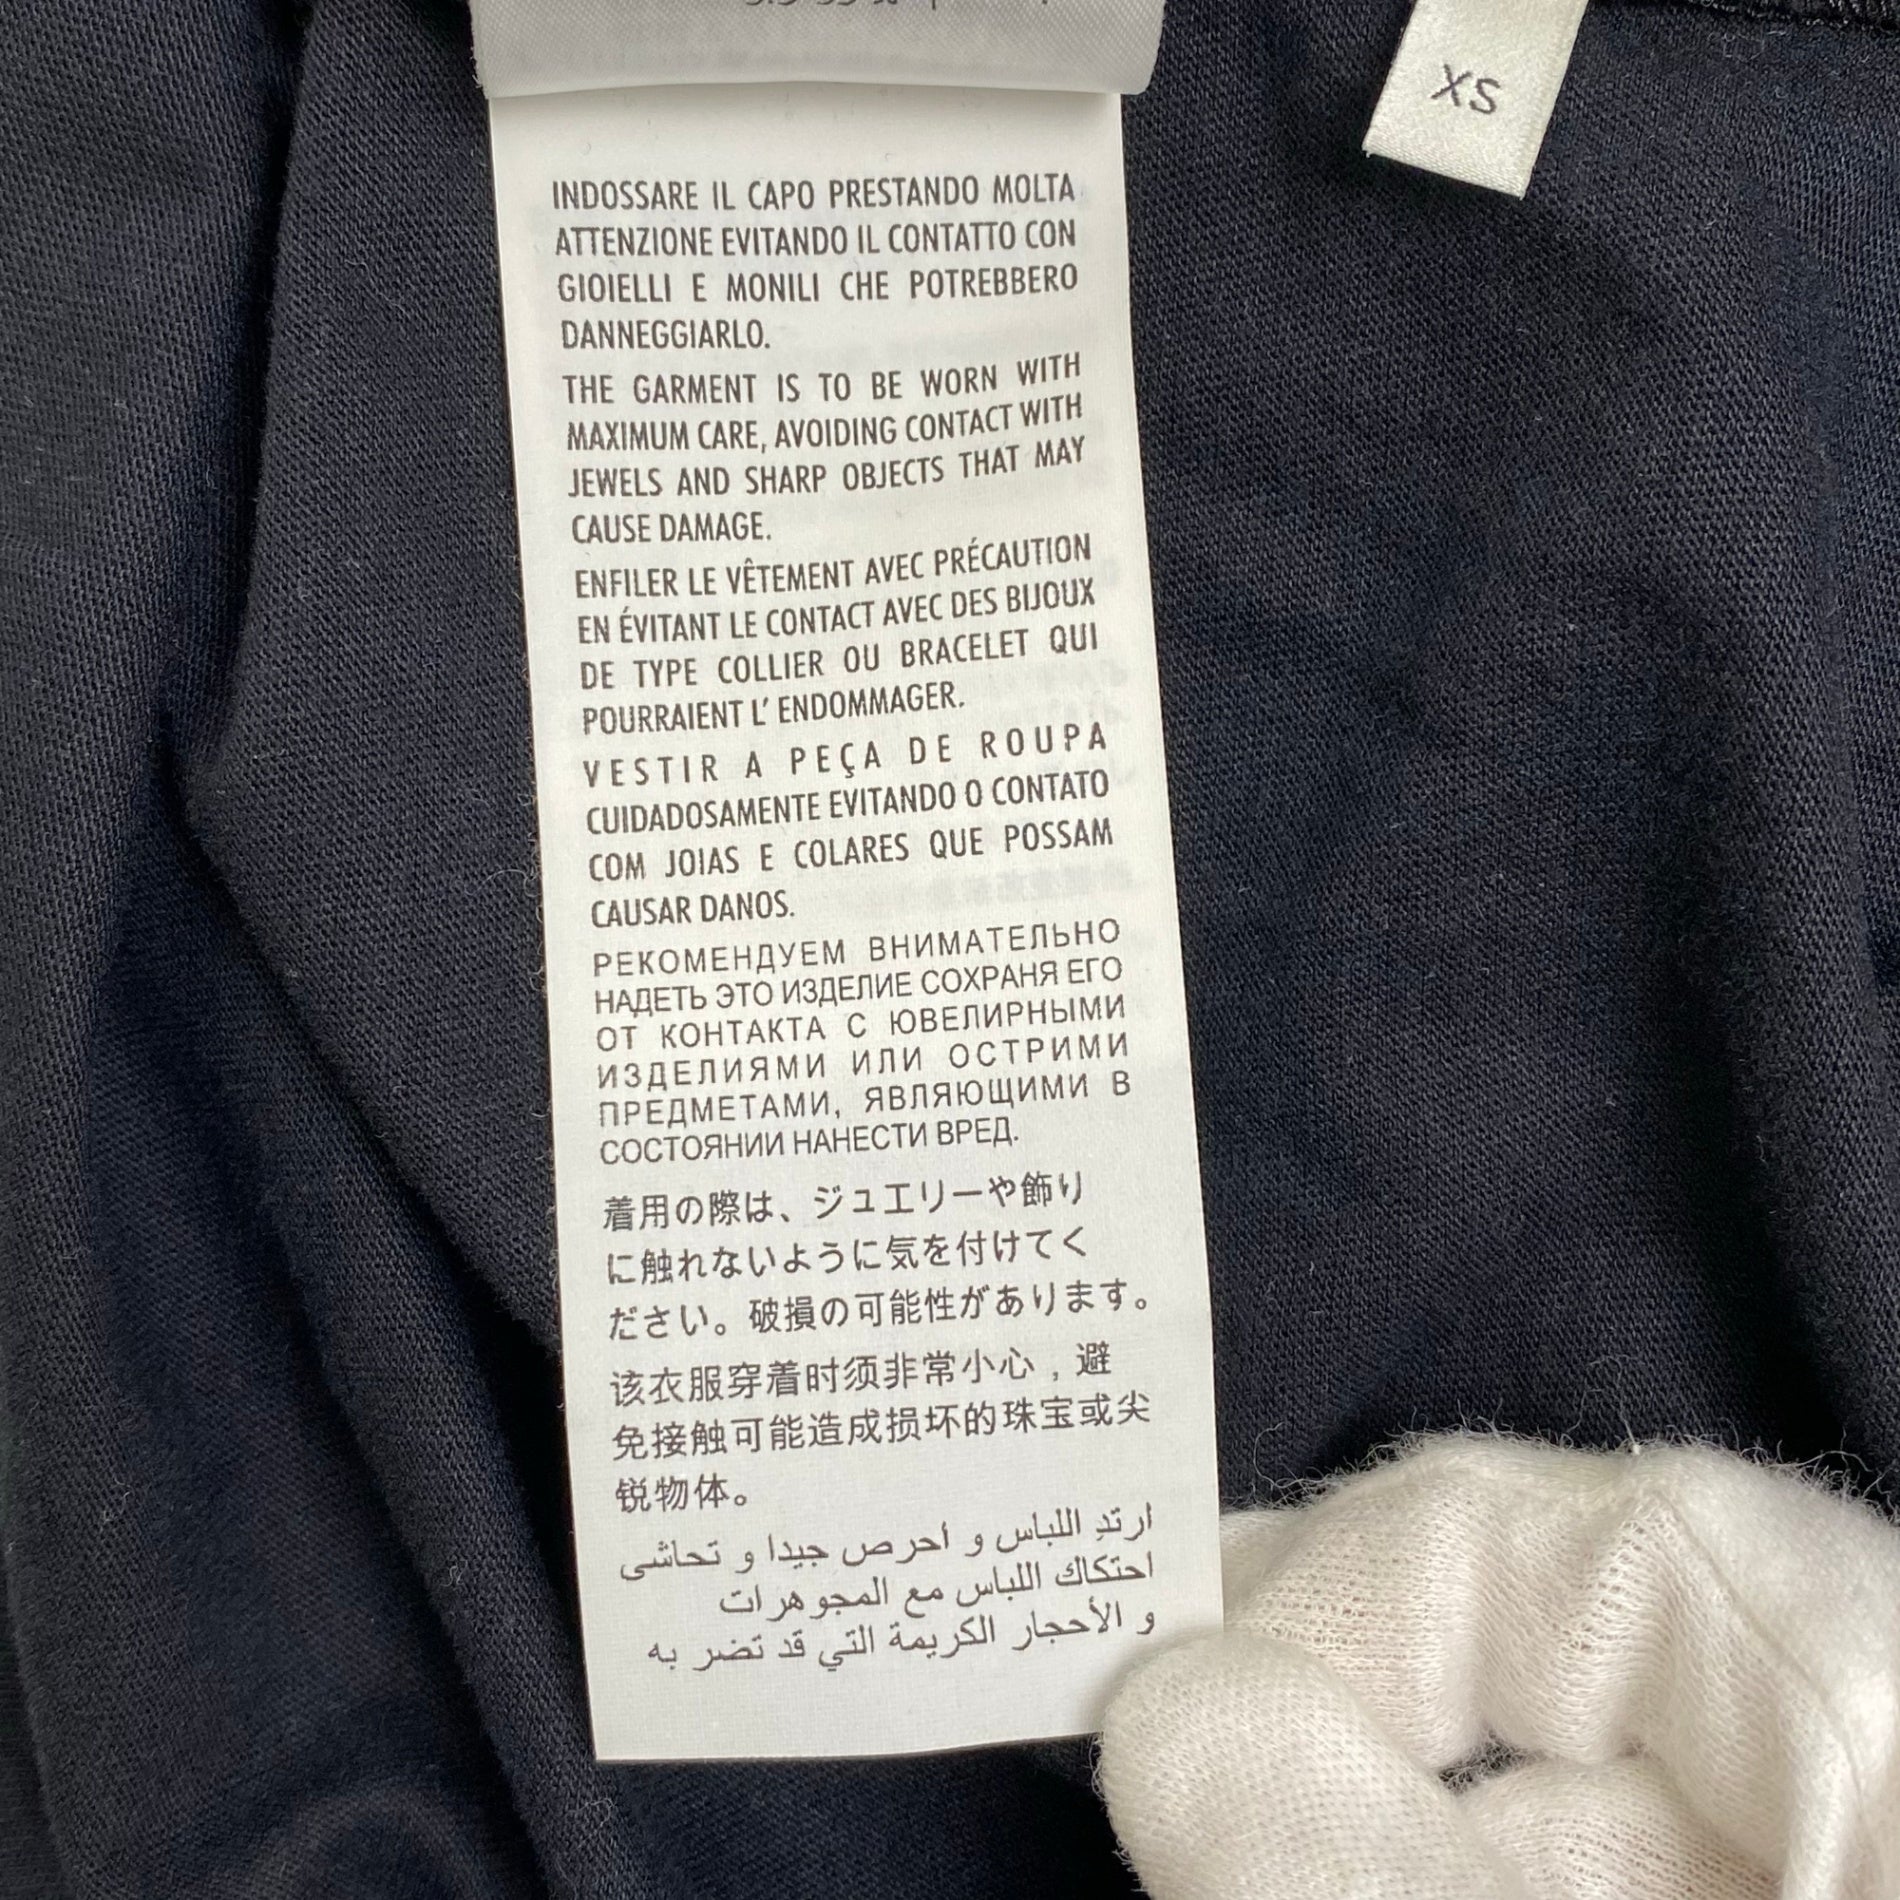 XS
INDOSSARE IL CAPO PRESTANDO MOLTA
ATTENZIONE EVITANDO IL CONTATTO CON
GIOIELLI E MONILI CHE POTREBBERO
DANNEGGIARLO.
THE GARMENT IS TO BE WORN WITH
MAXIMUM CARE, AVOIDING CONTACT WITH
JEWELS AND SHARP OBJECTS THAT MAY
CAUSE DAMAGE.
ENFILER LE VÊTEMENT AVEC PRÉCAUTION
EN ÉVITANT LE CONTACT AVEC DES BIJOUX
DE TYPE COLLIER OU BRACELET QUI
POURRAIENT L' ENDOMMAGER.
VESTIR A PEÇA DE ROUPA
CUIDADOSAMENTE EVITANDO O CONTATO
COM JOIAS E COLARES QUE POSSAM
CAUSAR DANOS.
РЕКОМЕНДУЕМ ВНИМАТЕЛЬНО
НАДЕТЬ ЭТО ИЗДЕЛИЕ СОХРАНЯ ЕГО
ОТ КОНТАКТА С ЮВЕЛИРНЫМИ
ИЗДЕЛИЯМИ ИЛИ ОСТРИМИ
ПРЕДМЕТАМИ, ЯВЛЯЮЩИМИ В
СОСТОЯНИИ НАНЕСТИ ВРЕД.
着用の際は、ジュエリーや飾り
に触れないように気を付けてく
ださい。破損の可能性があります。
该衣服穿着时须非常小心，避
免接触可能造成损坏的珠宝或尖
锐物体。
ارتدِ اللباس و أحرص جيدا و تحاشى
احتكاك اللباس مع المجوهرات
و الأحجار الكريمة التي قد تضر به